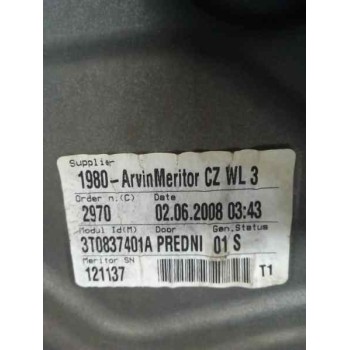 Supplier
1980-ArvinMeritor CZ WL 3
Order n.(C) Date
2970 02.06.2008 03:43
Modul Id(M) Door Gen.Status
3T0837401A PREDNI 01 S
Meritor SN
121137 T1